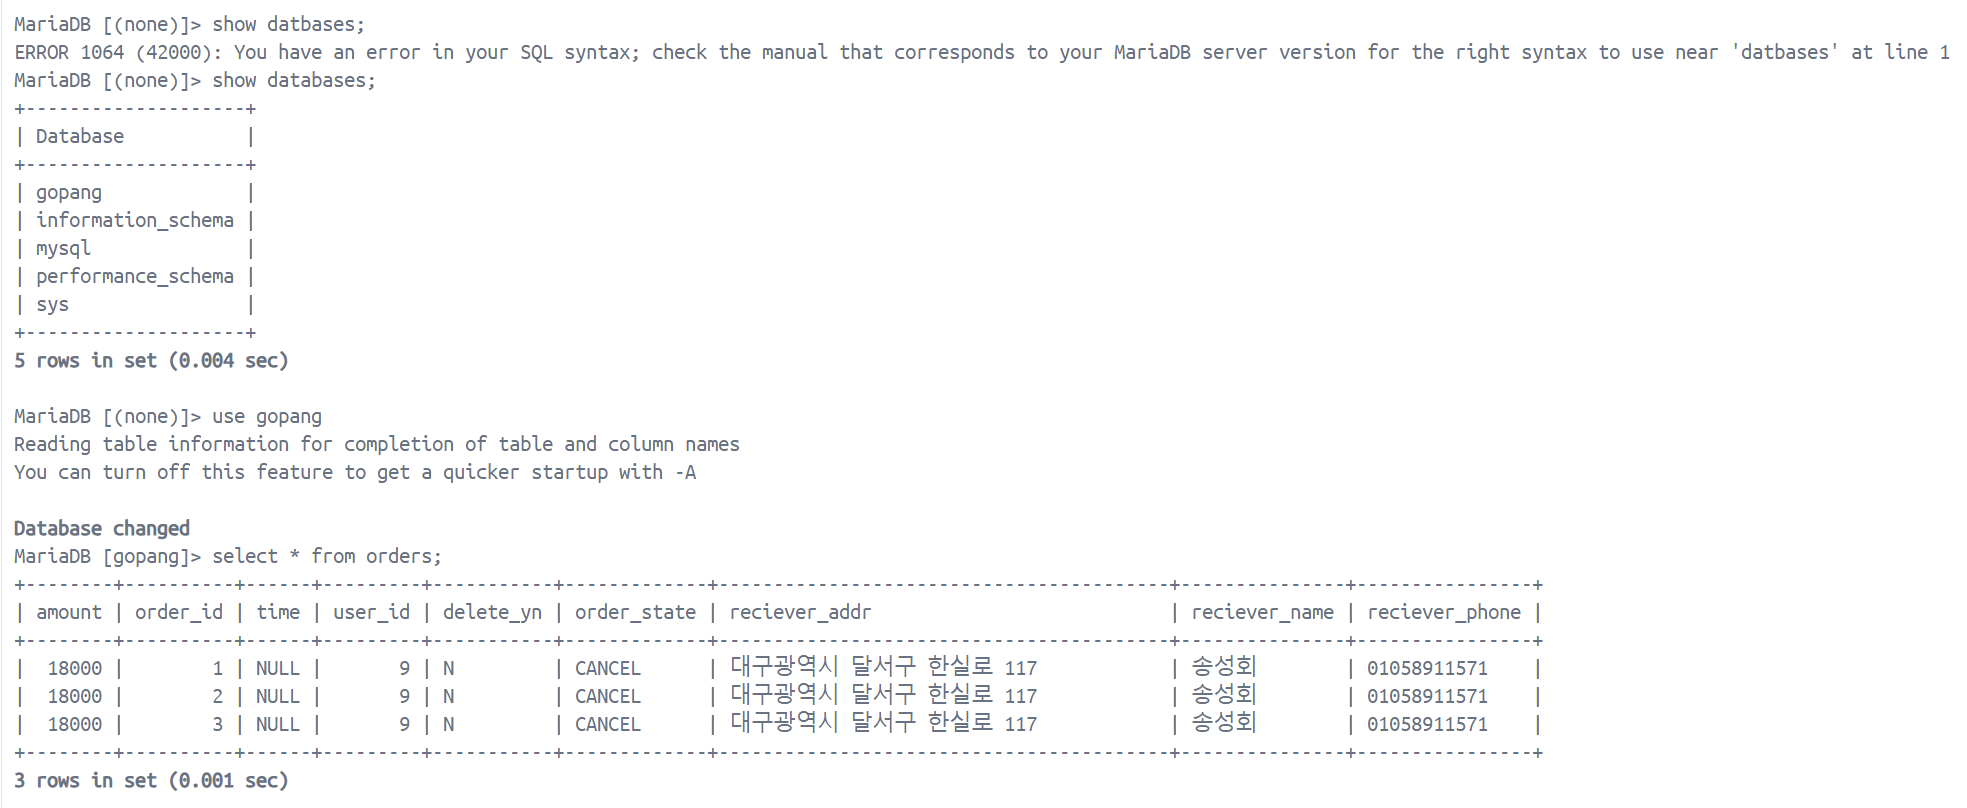 MariaDB [(none)]> show datbases;
ERROR 1064 (42000): You have an error in your SQL syntax; check the manual that corresponds to your MariaDB server version for the right syntax to use near 'datbases' at line 1
MariaDB [(none)]> show databases;
+--------------------+
| Database           |
+--------------------+
| gopang             |
| information_schema |
| mysql              |
| performance_schema |
| sys                |
+--------------------+
5 rows in set (0.004 sec)

MariaDB [(none)]> use gopang
Reading table information for completion of table and column names
You can turn off this feature to get a quicker startup with -A

Database changed
MariaDB [gopang]> select * from orders;
+--------+----------+------+---------+-----------+-------------+-----------------------------------------+---------------+----------------+
| amount | order_id | time | user_id | delete_yn | order_state | reciever_addr                           | reciever_name | reciever_phone |
+--------+----------+------+---------+-----------+-------------+-----------------------------------------+---------------+----------------+
|  18000 |        1 | NULL |       9 | N         | CANCEL      | 대구광역시 달서구 한실로 117            | 송성회        | 01058911571    |
|  18000 |        2 | NULL |       9 | N         | CANCEL      | 대구광역시 달서구 한실로 117            | 송성회        | 01058911571    |
|  18000 |        3 | NULL |       9 | N         | CANCEL      | 대구광역시 달서구 한실로 117            | 송성회        | 01058911571    |
+--------+----------+------+---------+-----------+-------------+-----------------------------------------+---------------+----------------+
3 rows in set (0.001 sec)